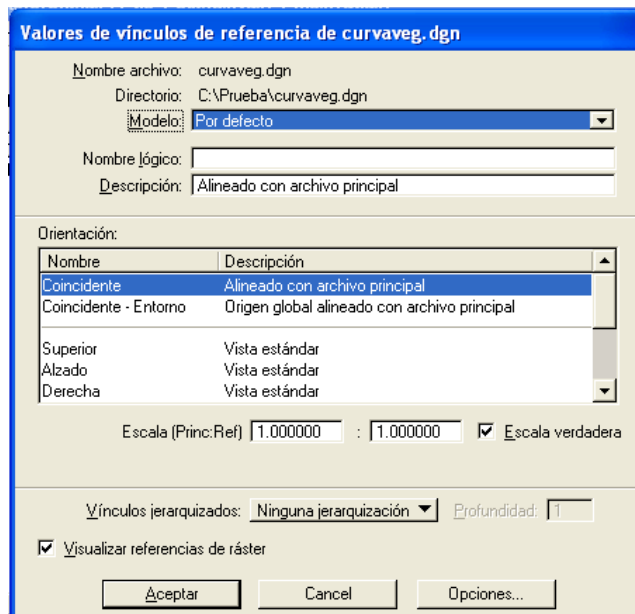 Valores de vínculos de referencia de curvaveg.dgn
Nombre archivo: curvaveg.dgn
Directorio: C:\Prueba\curvaveg.dgn
Modelo: Por defecto
Nombre lógico:
Descripción: Alineado con archivo principal
Orientación:
Nombre Descripción
Coincidente Alineado con archivo principal
Coincidente - Entorno Origen global alineado con archivo principal
Superior Vista estándar
Alzado Vista estándar
Derecha Vista estándar
Escala (Princ:Ref) 1.000000 : 1.000000 Escala verdadera
Vínculos jerarquizados: Ninguna jerarquización Profundidad: 1
Visualizar referencias de ráster
Aceptar Cancel Opciones...